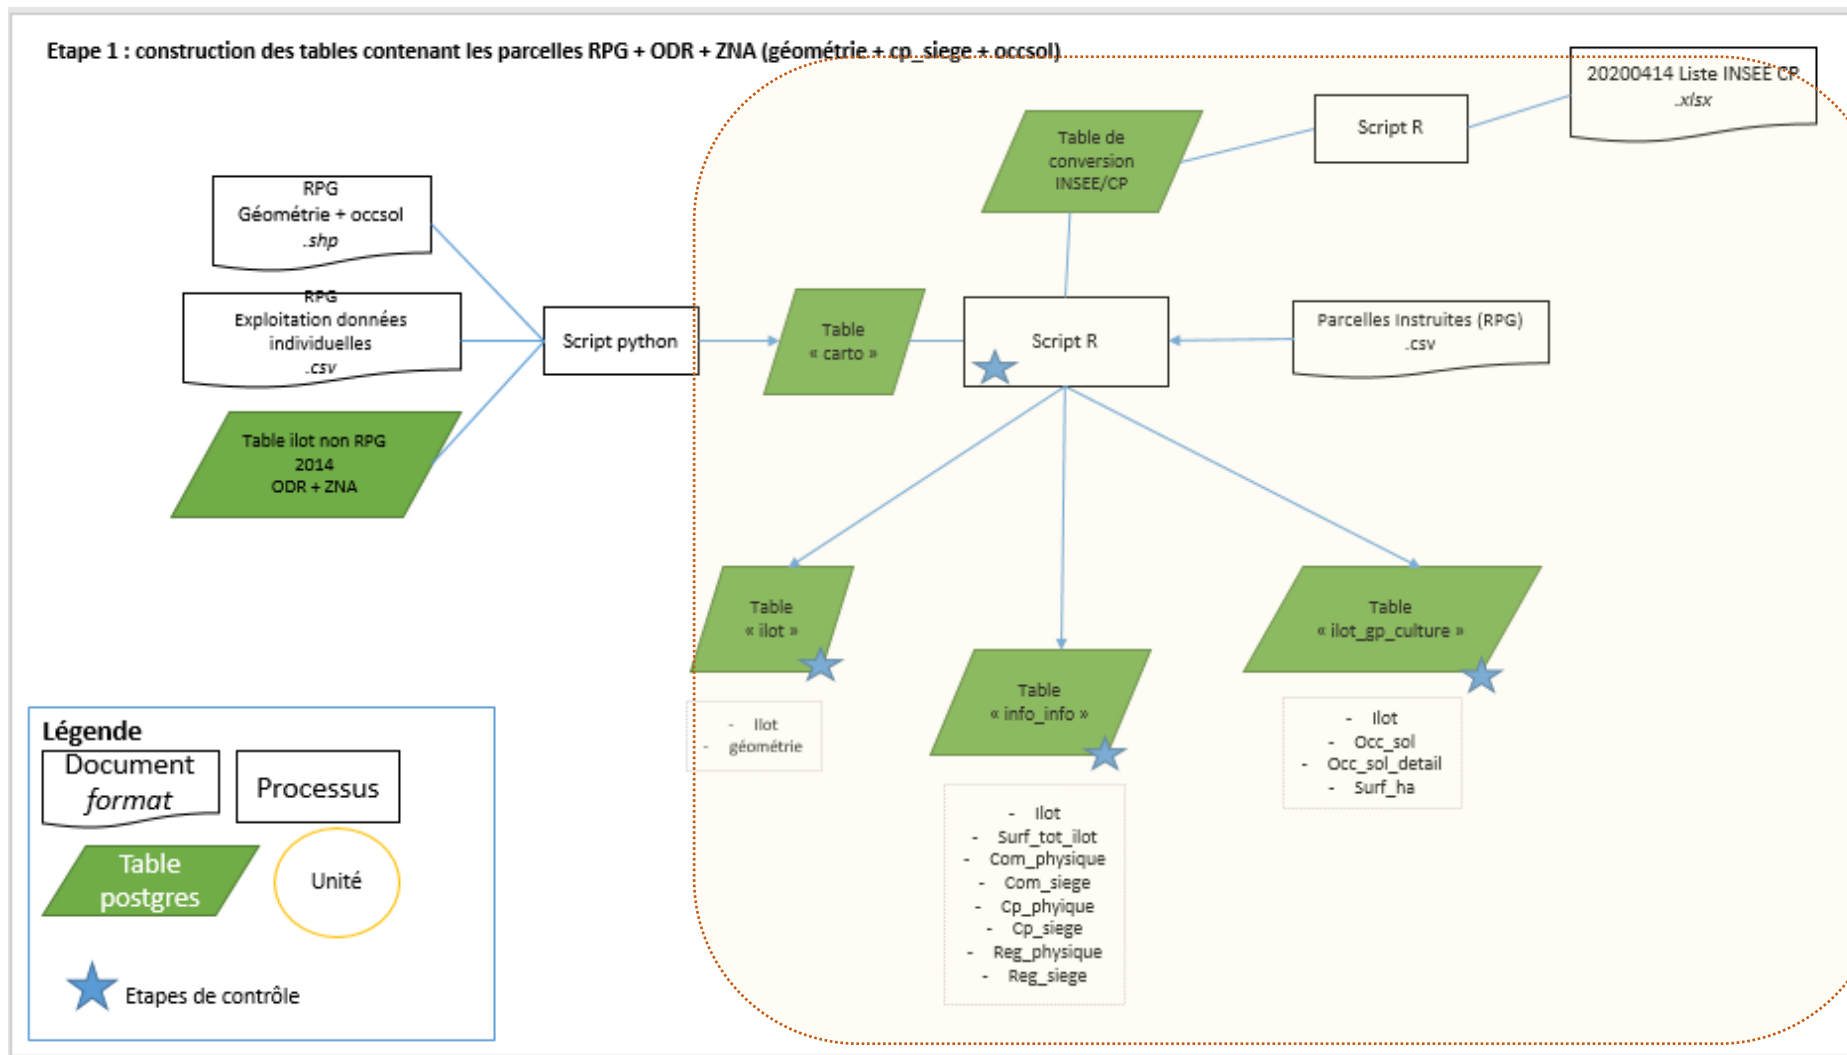 Etape 1 : construction des tables contenant les parcelles RPG + ODR + ZNA (géométrie + cp_siege + occsol)
20200414 Liste INSEE CP
.xlsx
Script R
Table de
conversion
INSEE/CP
RPG
Géométrie + occsol
.shp
RPG
Exploitation données
individuelles
.csv
Table ilot non RPG
2014
ODR + ZNA
Script python
Table
« carto »
Script R
Parcelles Instruites (RPG)
.csv
Table
« ilot »
- Ilot
- géométrie
Table
« info_info »
- Ilot
- Surf_tot_ilot
- Com_physique
- Com_siege
- Cp_phyique
- Cp_siege
- Reg_physique
- Reg_siege
Table
« ilot_gp_culture »
- Ilot
- Occ_sol
- Occ_sol_detail
- Surf_ha
Légende
Document
format
Processus
Table
postgres
Unité
Etapes de contrôle